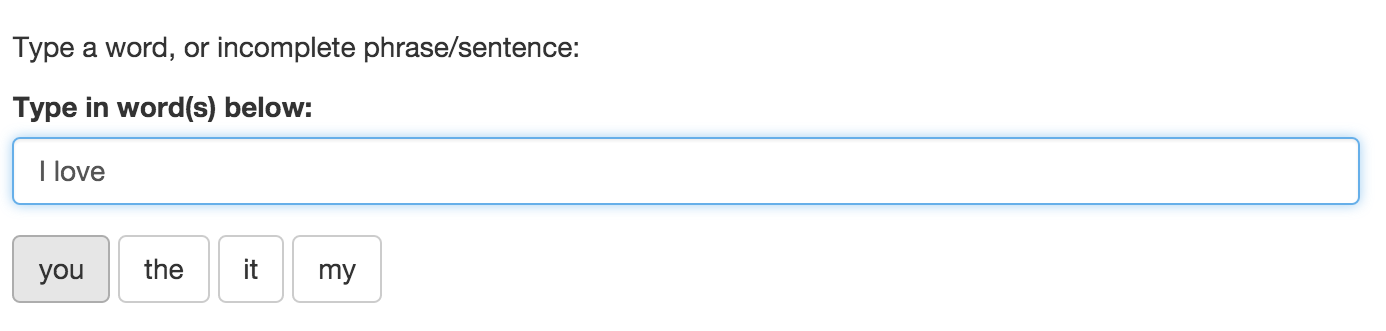 Type a word, or incomplete phrase/sentence:
Type in word(s) below:
I love
you the it my